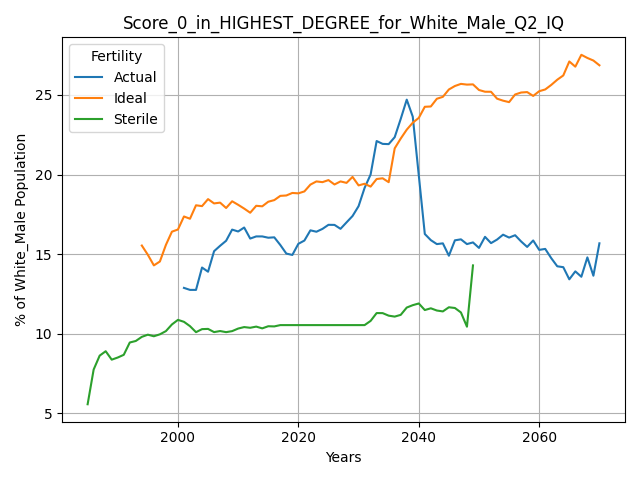 Score_0_in_HIGHEST_DEGREE_for_White_Male_Q2_IQ
Fertility
Actual
Ideal
Sterile
% of White_Male Population
25
20
15
10
5
2000
2020
2040
2060
Years